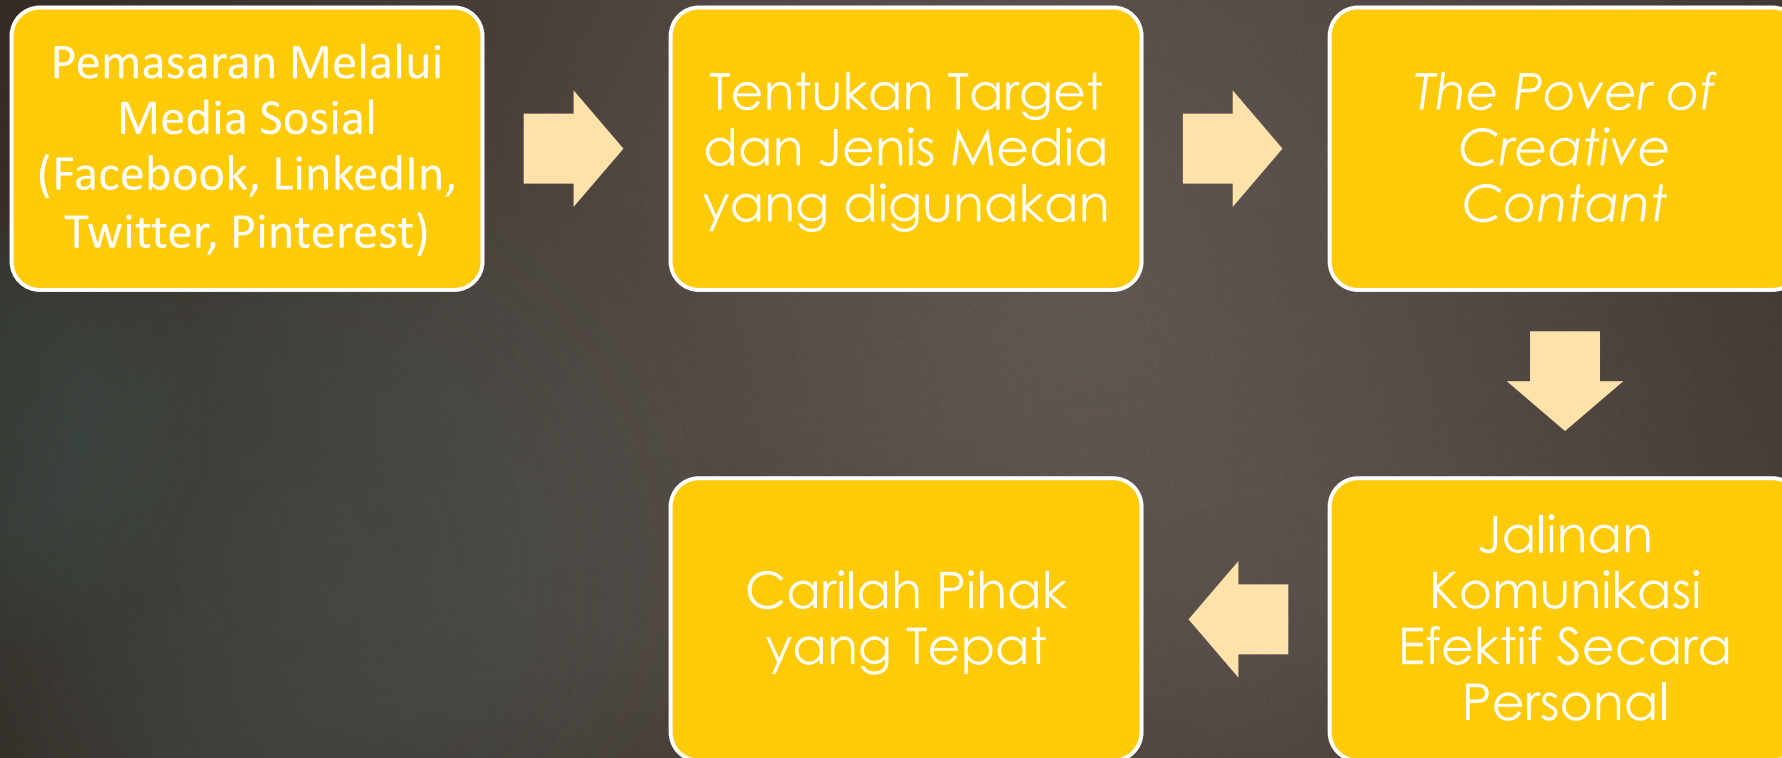 Pemasaran Melalui
Media Sosial
(Facebook, LinkedIn,
Twitter, Pinterest)
Tentukan Target
dan Jenis Media
yang digunakan
The Pover of
Creative
Contant
Jalinan
Komunikasi
Efektif Secara
Personal
Carilah Pihak
yang Tepat